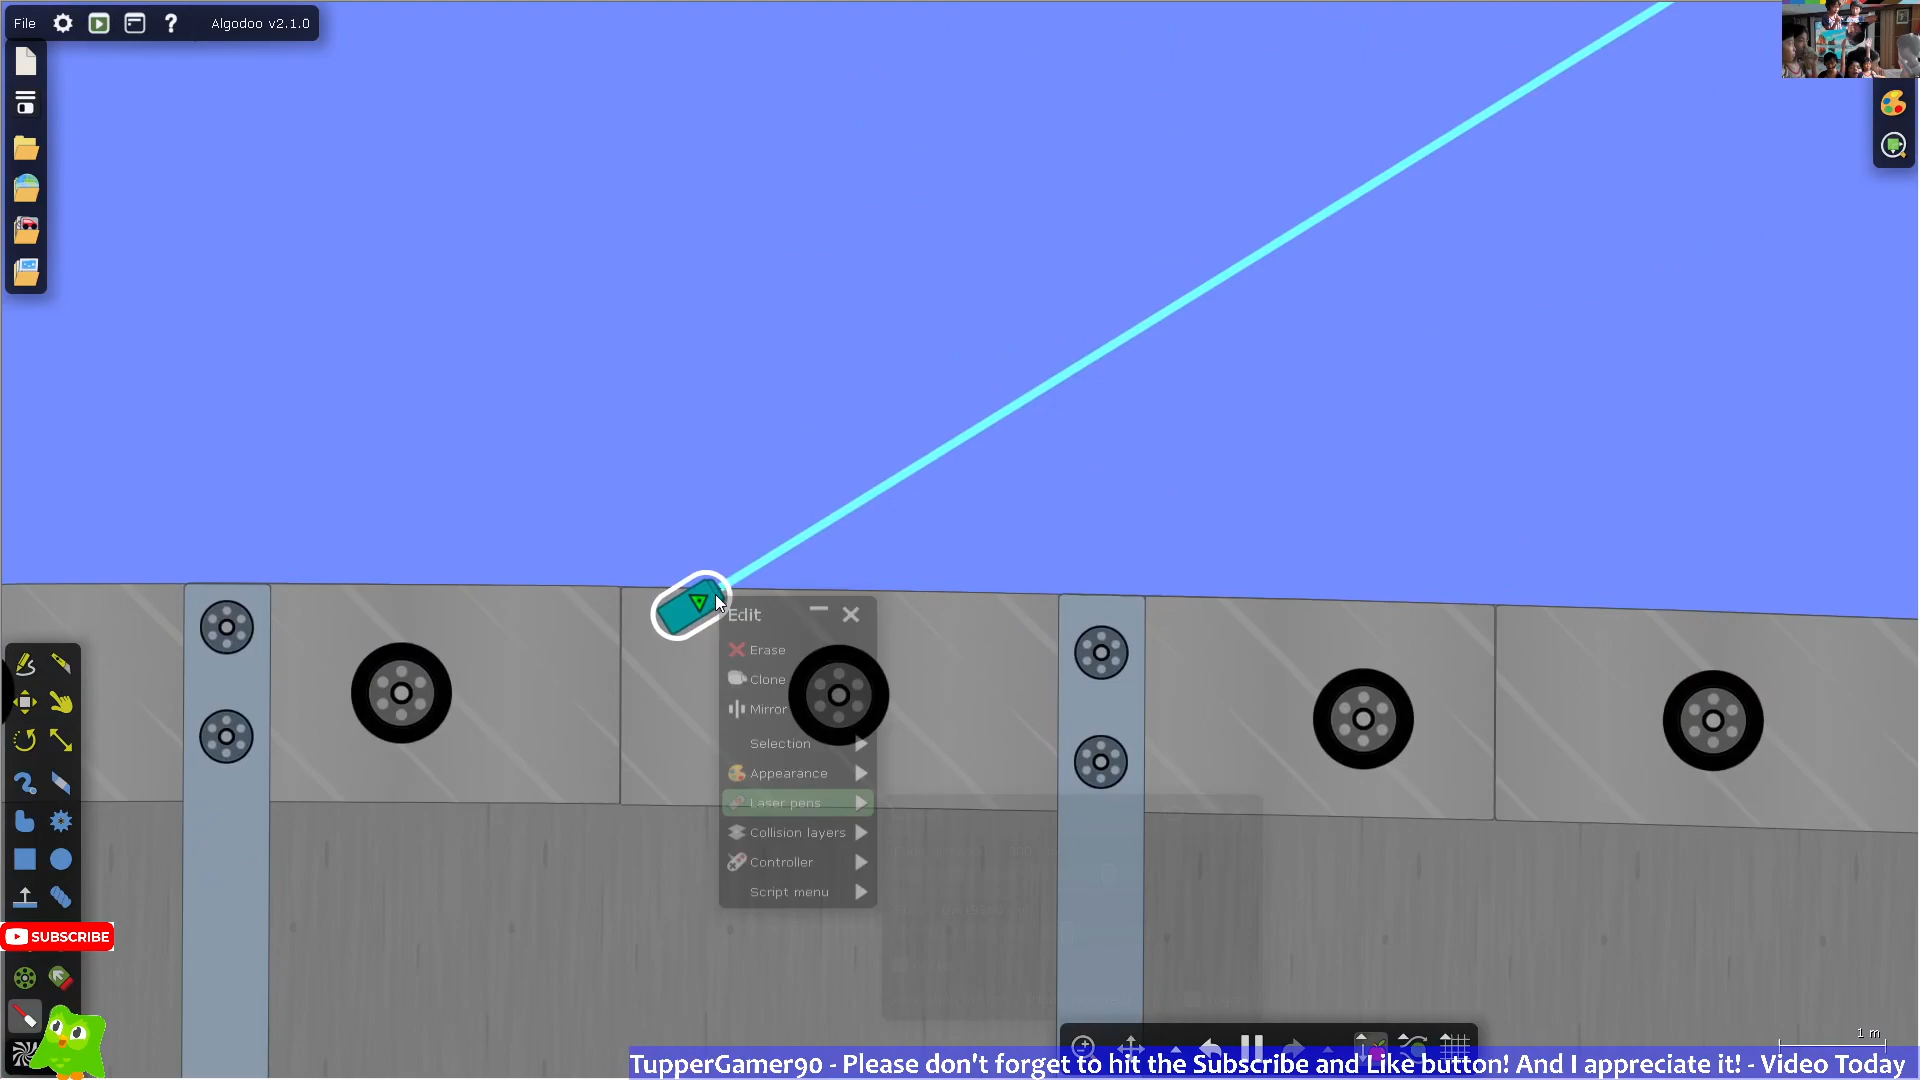 File
Algodoo v2.1.0
Edit
Erase
Clone
Mirror
Selection
Appearance
Laser pens
Collision layers
Controller
Script menu
SUBSCRIBE
1 m
TupperGamer90 - Please don't forget to hit the Subscribe and Like button! And I appreciate it! - Video Today